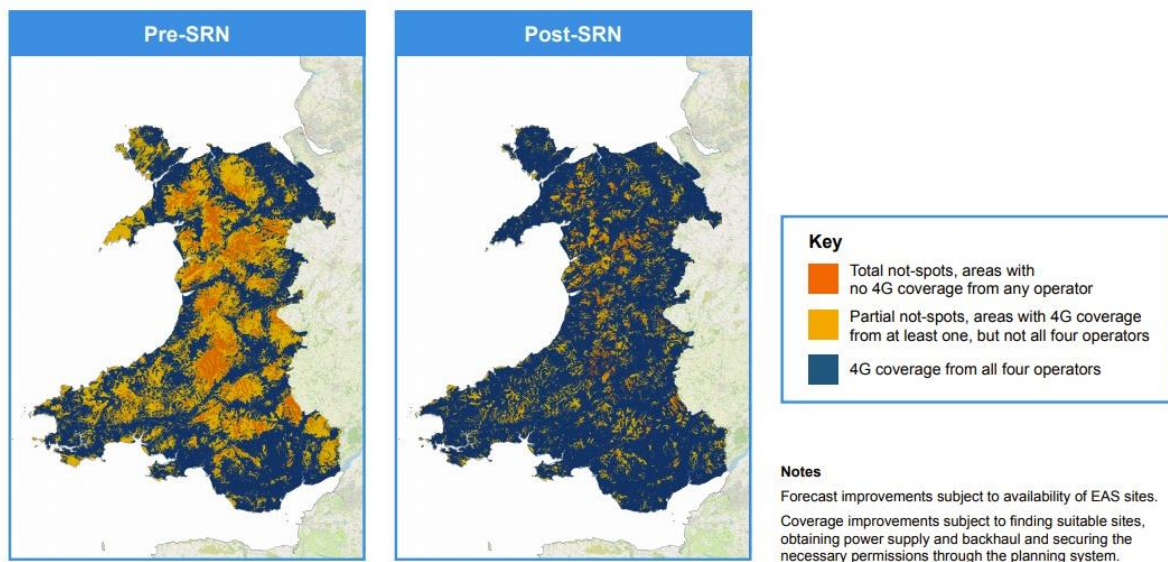 Pre-SRN
Post-SRN
Key
Total not-spots, areas with
no 4G coverage from any operator
Partial not-spots, areas with 4G coverage
from at least one, but not all four operators
4G coverage from all four operators
Notes
Forecast improvements subject to availability of EAS sites.
Coverage improvements subject to finding suitable sites,
obtaining power supply and backhaul and securing the
necessary permissions through the planning system.